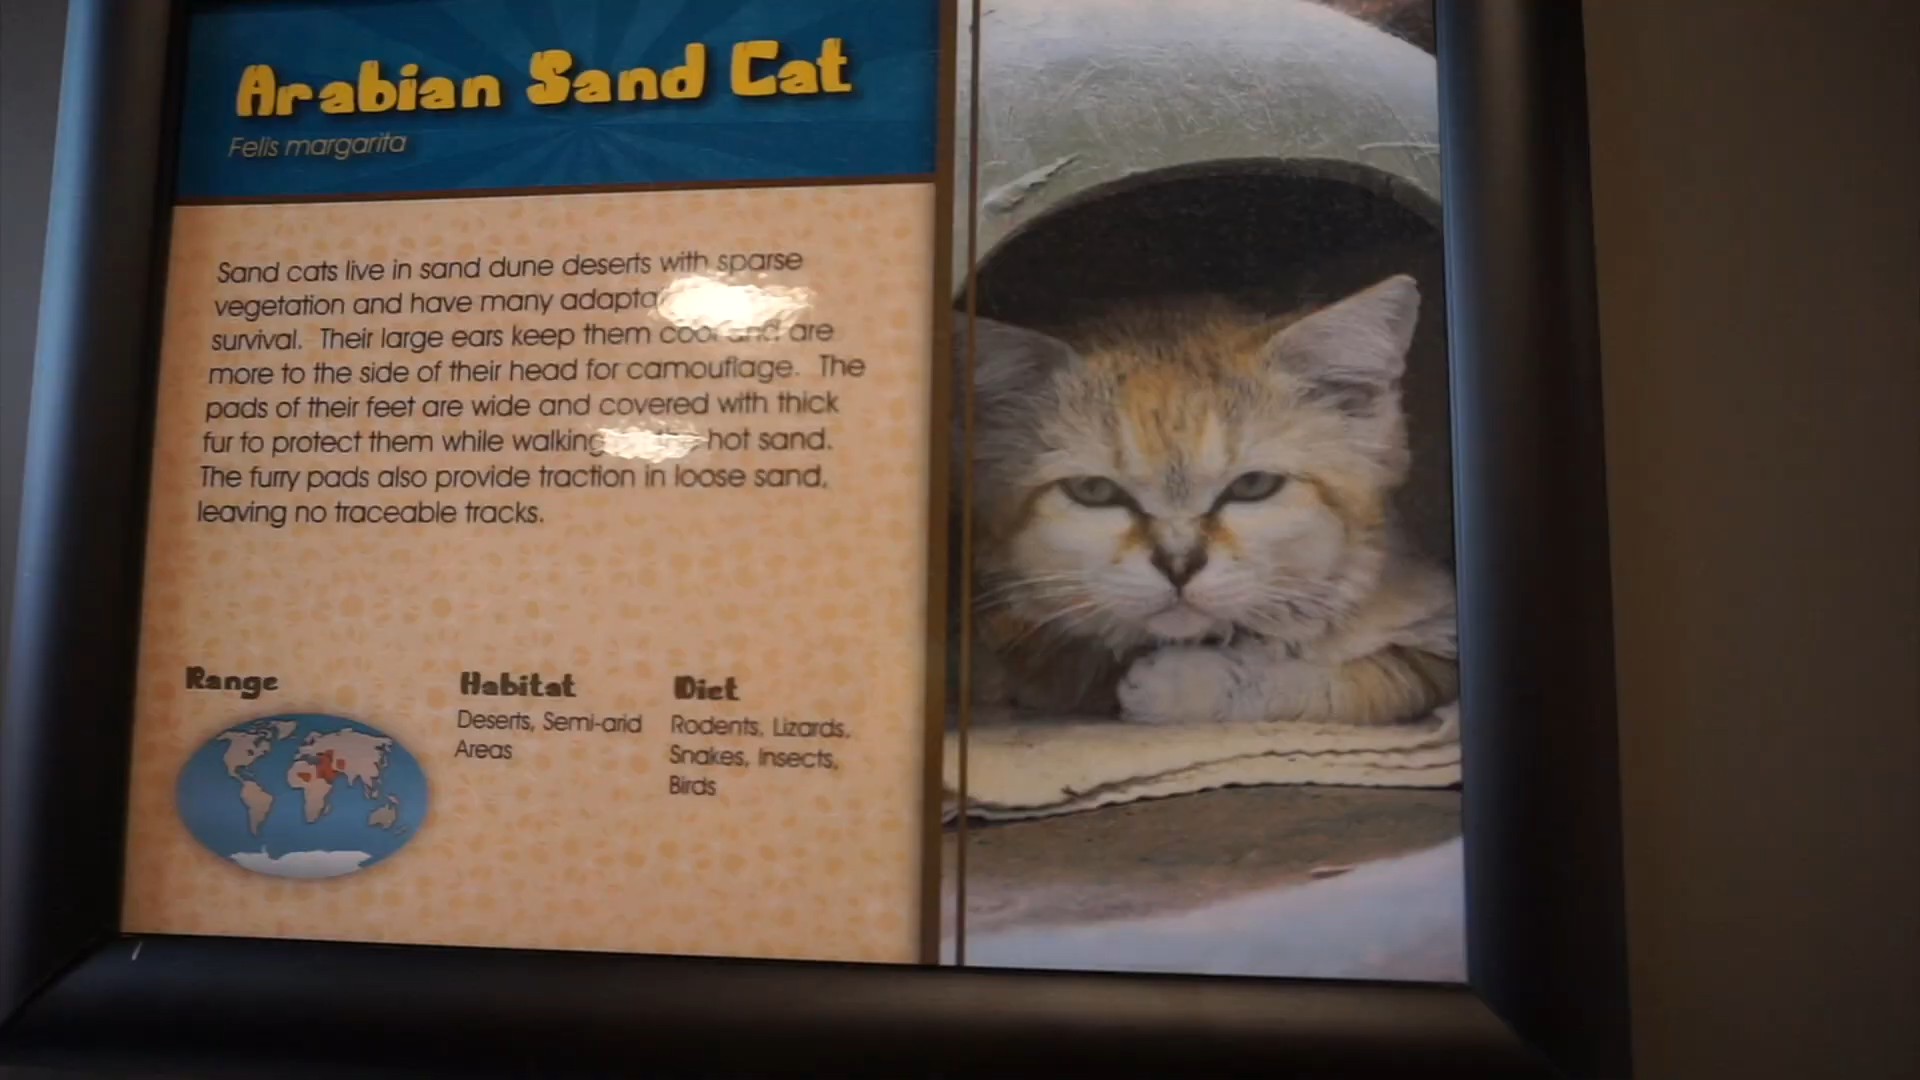 Arabian Sand Cat
Felis margarita
Sand cats live in sand dune deserts with sparse
vegetation and have many
survival. Their large ears keep them cool and are
more to the side of their head for camouflage. The
pads of their feet are wide and covered with thick
fur to protect them while walking hot sand.
The furry pads also provide traction in loose sand,
leaving no traceable tracks.
Range
Habitat
Deserts, Semi-arid
Areas
Diet
Rodents, Lizards,
Snakes, Insects,
Birds